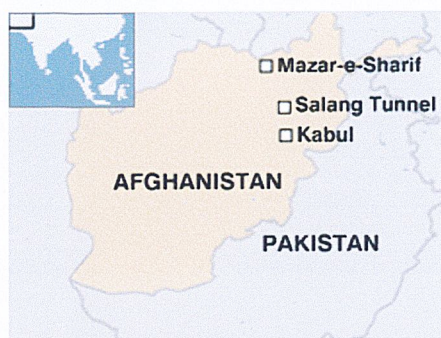 Mazar-e-Sharif
Salang Tunnel
Kabul
AFGHANISTAN
PAKISTAN